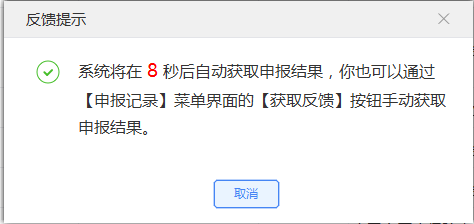 反馈提示
系统将在 8 秒后自动获取申报结果，你也可以通过
【申报记录】菜单界面的【获取反馈】按钮手动获取
申报结果。
取消